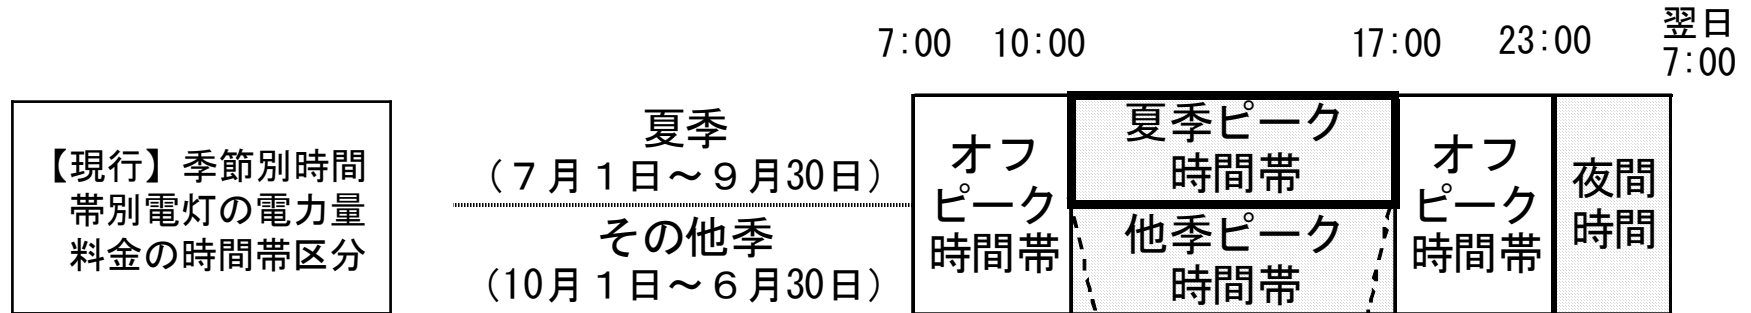 7:00 10:00 17:00 23:00 翌日
7:00
【現行】季節別時間
帯別電灯の電力量
料金の時間帯区分
夏季
（７月１日～９月30日）
その他季
（10月１日～６月30日）
オフ
ピーク
時間帯
夏季ピーク
時間帯
他季ピーク
時間帯
オフ
ピーク
時間帯
夜間
時間